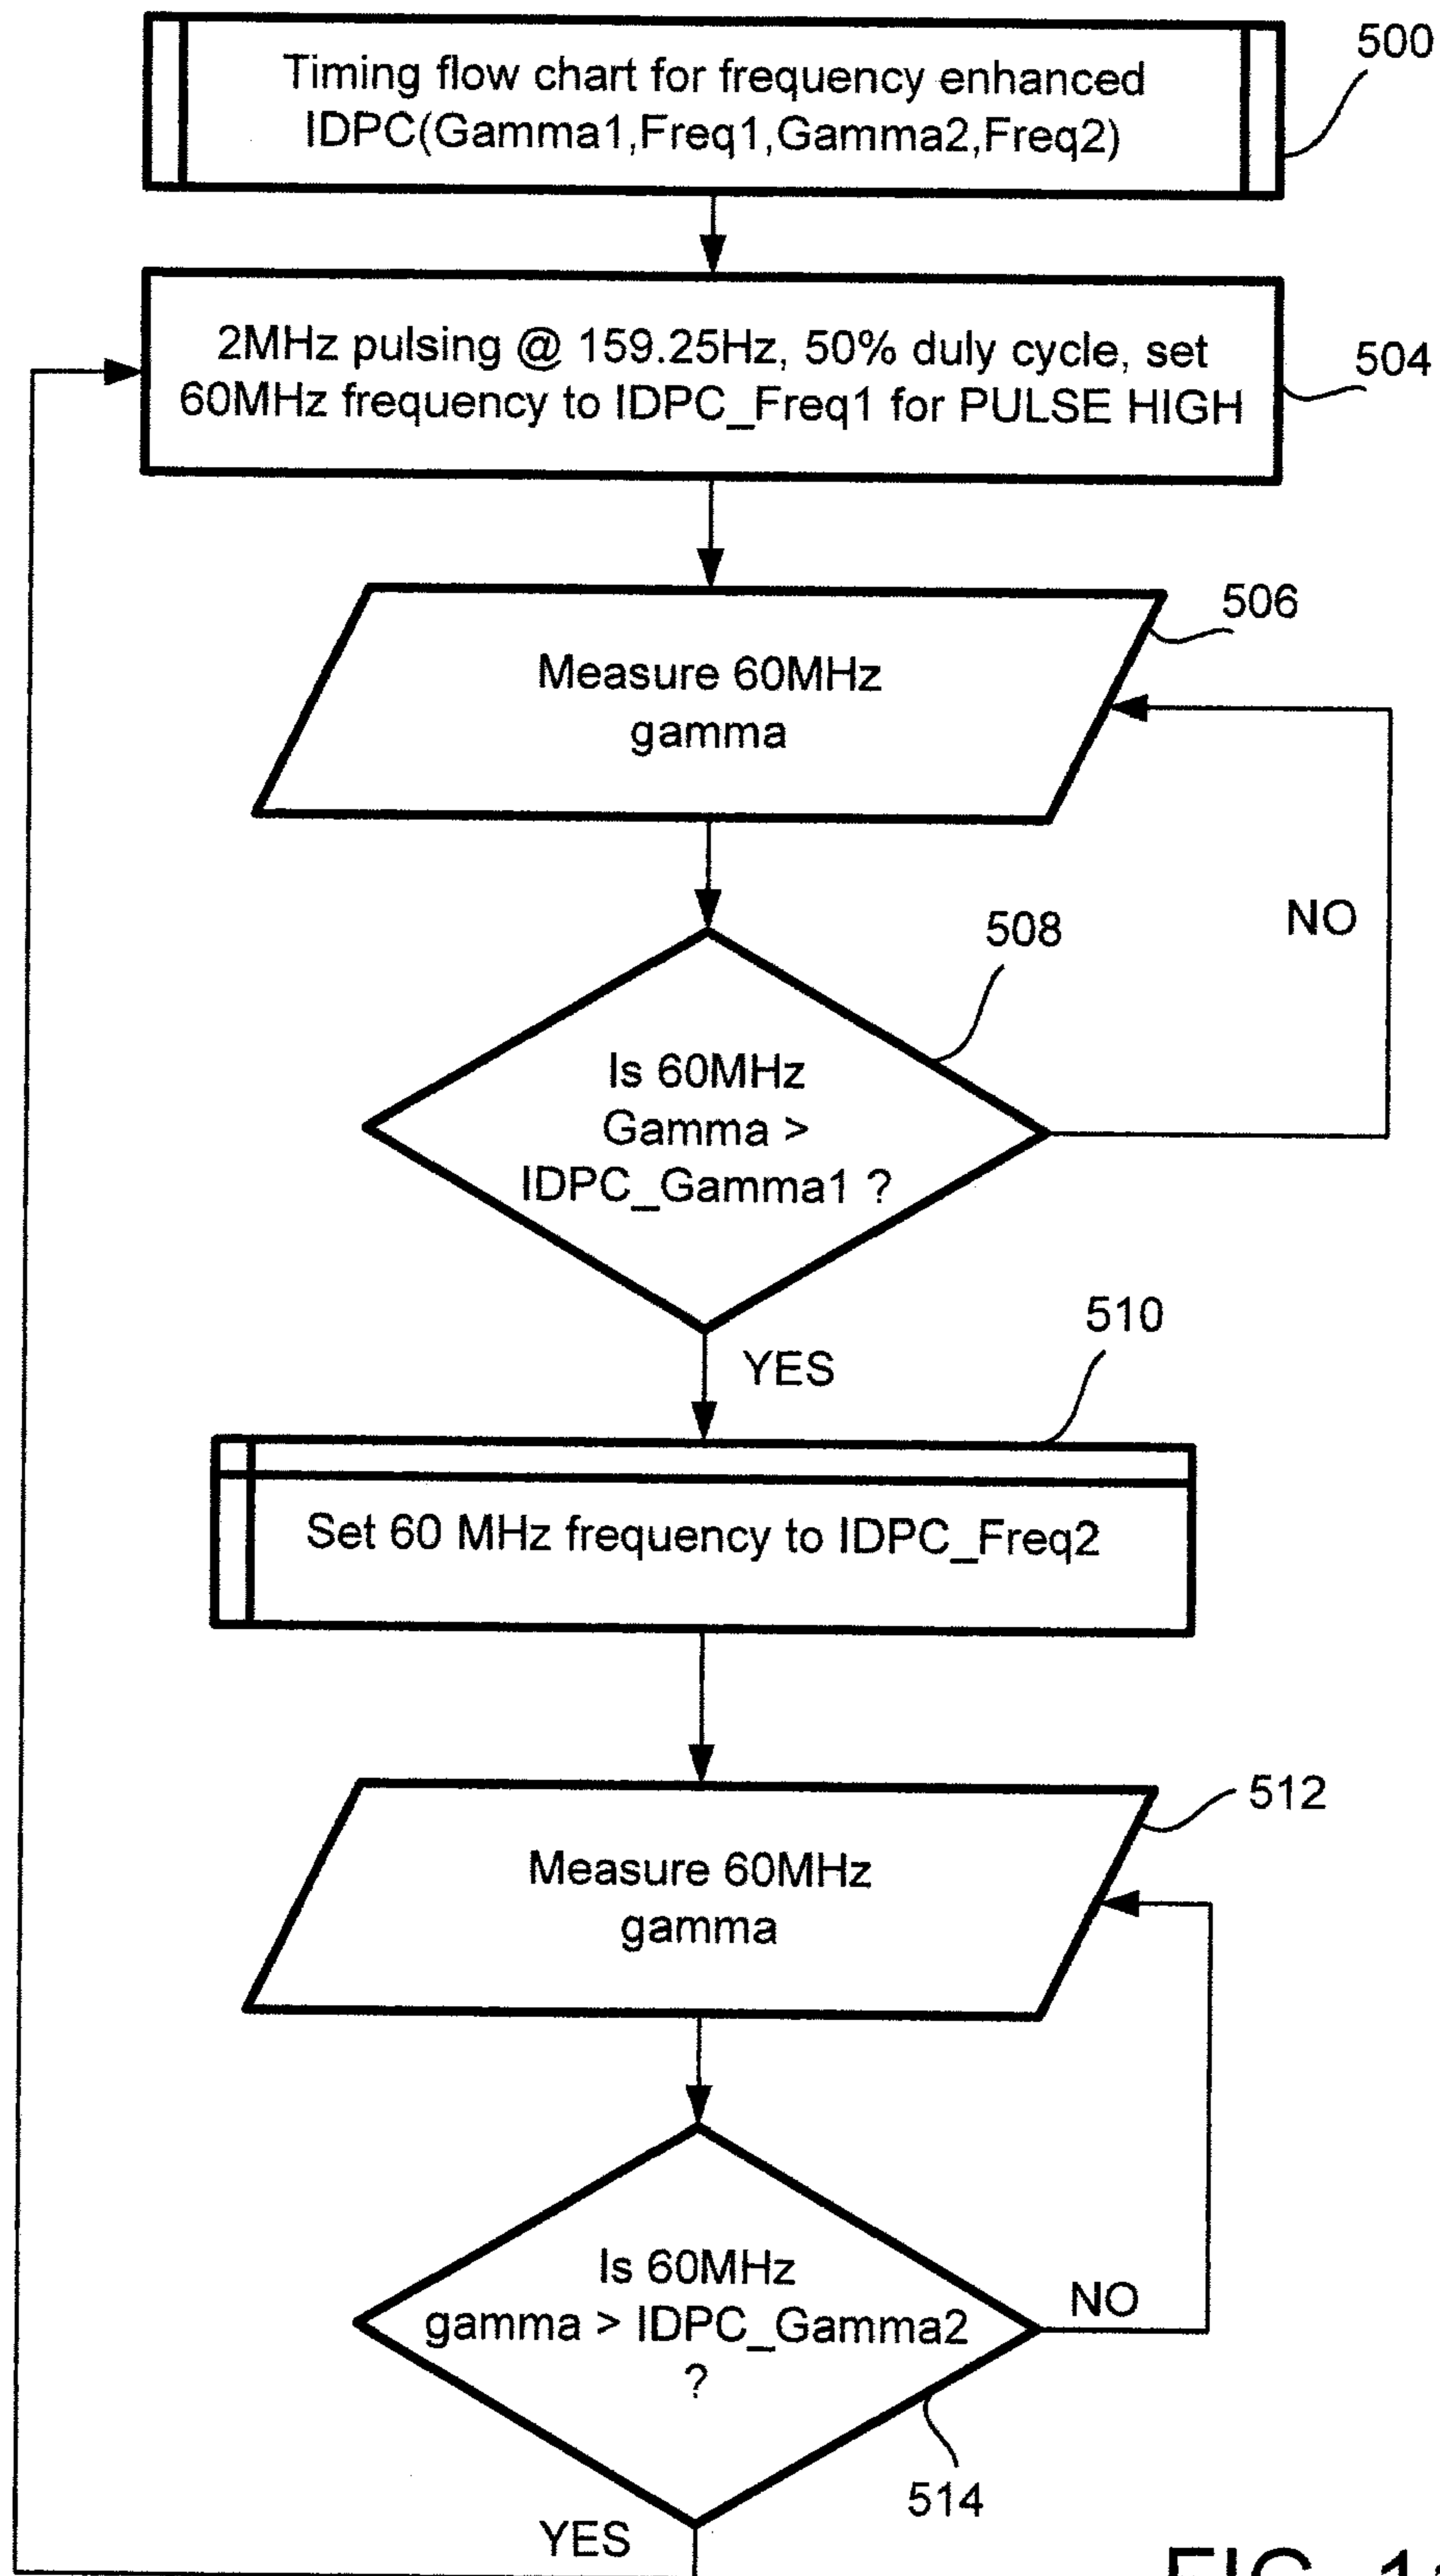 Timing flow chart for frequency enhanced
IDPC(Gamma1,Freq1,Gamma2,Freq2)
500
2MHz pulsing @ 159.25Hz, 50% duly cycle, set
60MHz frequency to IDPC_Freq1 for PULSE HIGH
504
506
Measure 60MHz
gamma
NO
508
Is 60MHz
Gamma >
IDPC_Gamma1 ?
510
YES
Set 60 MHz frequency to IDPC_Freq2
512
Measure 60MHz
gamma
Is 60MHz
gamma > IDPC_Gamma2
?
NO
514
YES
FIG.